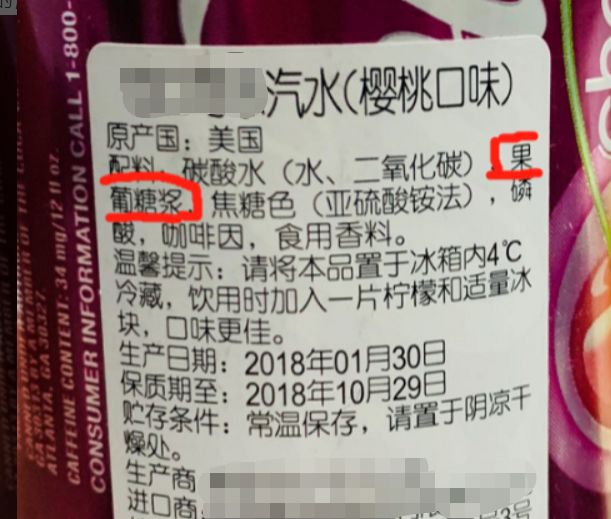 汽水(樱桃口味)
原产国：美国
配料：碳酸水（水、二氧化碳），果
葡糖浆，焦糖色（亚硫酸铵法），磷
酸，咖啡因，食用香料。
温馨提示：请将本品置于冰箱内4℃
冷藏，饮用时加入一片柠檬和适量冰
块，口味更佳。
生产日期：2018年01月30日
保质期至：2018年10月29日
贮存条件：常温保存，请置于阴凉干
燥处。
生产商
进口商
CONSUMER INFORMATION CALL 1-800-
CAFFEINE CONTENT: 34 mg/12 fl oz.
ATLANTA, GA 30327